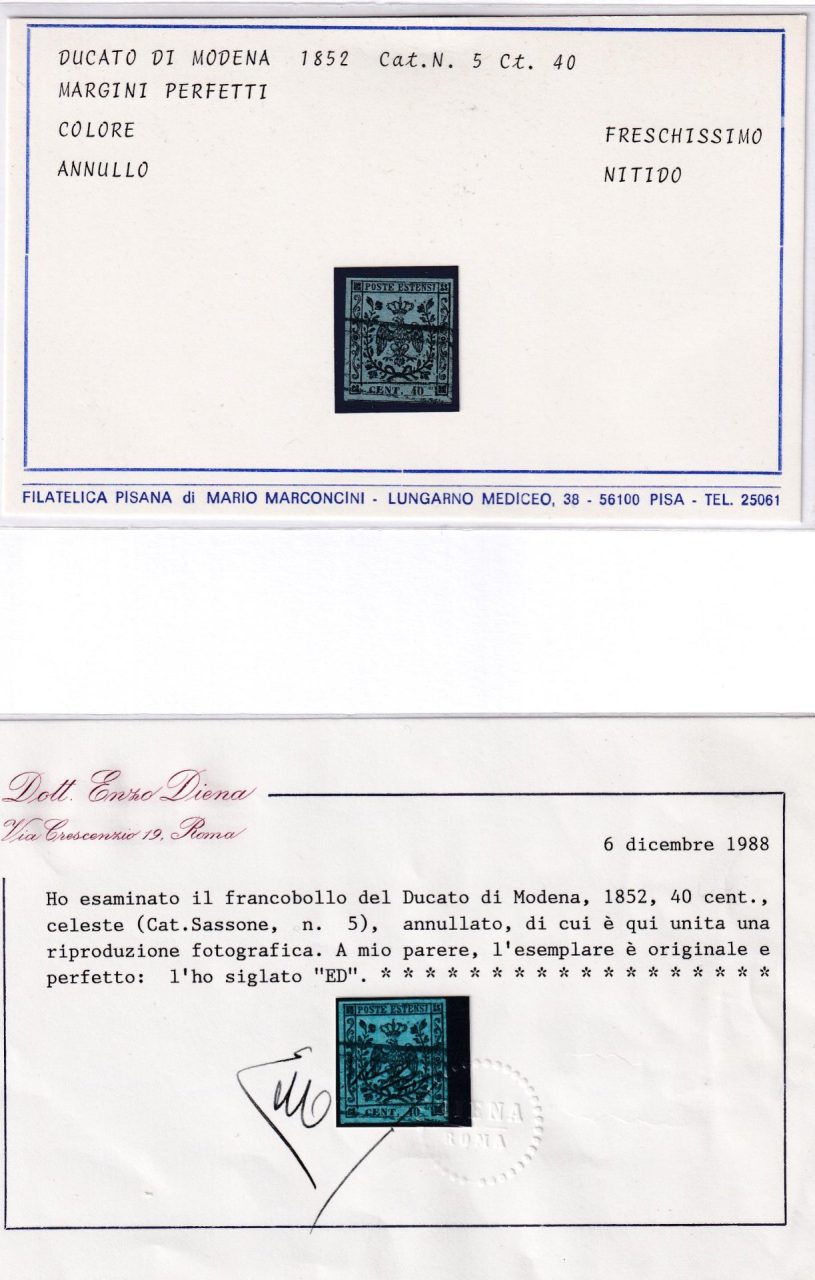 DUCATO DI MODENA 1852 Cat.N. 5 Ct. 40
MARGINI PERFETTI
COLORE FRESCHISSIMO
ANNULLO NITIDO
POSTE ESTENSI
CENT. 40
FILATELICA PISANA di MARIO MARCONCINI - LUNGARNO MEDICEO, 38 - 56100 PISA - TEL. 25061
Dott. Enzo Diena
Via Crescenzio 19, Roma
6 dicembre 1988
Ho esaminato il francobollo del Ducato di Modena, 1852, 40 cent.,
celeste (Cat.Sassone, n. 5), annullato, di cui è qui unita una
riproduzione fotografica. A mio parere, l'esemplare è originale e
perfetto: l'ho siglato "ED". * * * * * * * * * * * * * * * * * *
POSTE ESTENSI
CENT. 40
ROMA